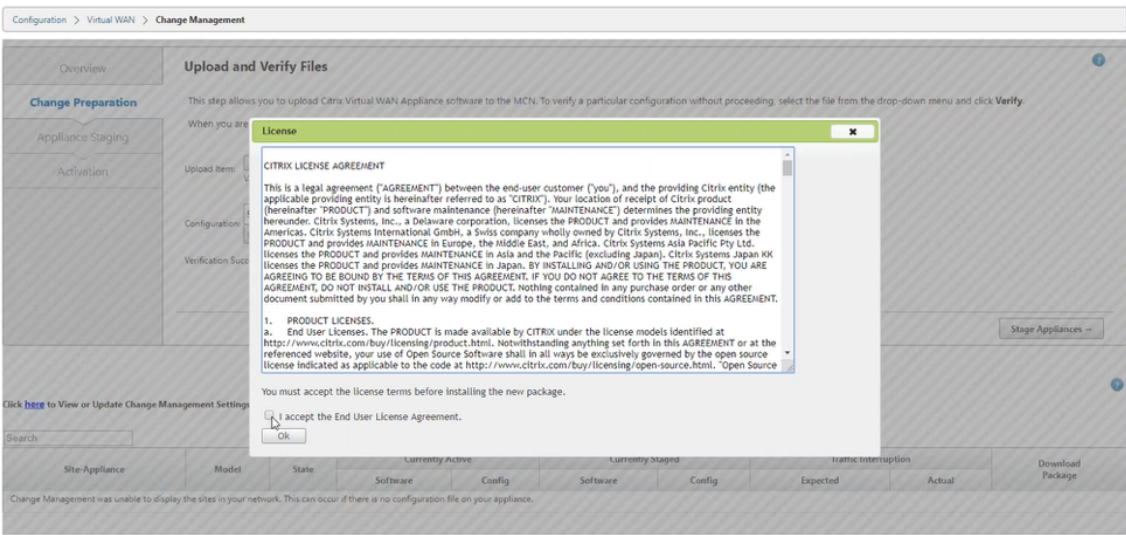 Configuration > Virtual WAN > Change Management
Overview
Change Preparation
Appliance Staging
Activation
Upload and Verify Files
This step allows you to upload Citrix Virtual WAN Appliance software to the MCN. To verify a particular configuration without proceeding, select the file from the drop-down menu and click Verify.
When you are
Upload Item:
Configuration:
Verification Succ
License
CITRIX LICENSE AGREEMENT
This is a legal agreement ("AGREEMENT") between the end-user customer ("you"), and the providing Citrix entity (the
applicable providing entity is hereinafter referred to as "CITRIX"). Your location of receipt of Citrix product
(hereinafter "PRODUCT") and software maintenance (hereinafter "MAINTENANCE") determines the providing entity
hereunder. Citrix Systems, Inc., a Delaware corporation, licenses the PRODUCT and provides MAINTENANCE in the
Americas. Citrix Systems International GmbH, a Swiss company wholly owned by Citrix Systems, Inc., licenses the
PRODUCT and provides MAINTENANCE in Europe, the Middle East, and Africa. Citrix Systems Asia Pacific Pty Ltd.
licenses the PRODUCT and provides MAINTENANCE in Asia and the Pacific (excluding Japan). Citrix Systems Japan KK
licenses the PRODUCT and provides MAINTENANCE in Japan. BY INSTALLING AND/OR USING THE PRODUCT, YOU ARE
AGREEING TO BE BOUND BY THE TERMS OF THIS AGREEMENT. IF YOU DO NOT AGREE TO THE TERMS OF THIS
AGREEMENT, DO NOT INSTALL AND/OR USE THE PRODUCT. Nothing contained in any purchase order or any other
document submitted by you shall in any way modify or add to the terms and conditions contained in this AGREEMENT.
1. PRODUCT LICENSES.
a. End User Licenses. The PRODUCT is made available by CITRIX under the license models identified at
http://www.citrix.com/buy/licensing/product.html. Notwithstanding anything set forth in this AGREEMENT or at the
referenced website, your use of Open Source Software shall in all ways be exclusively governed by the open source
license indicated as applicable to the code at http://www.citrix.com/buy/licensing/open-source.html. "Open Source
You must accept the license terms before installing the new package.
I accept the End User License Agreement.
Ok
Stage Appliances
Click here to View or Update Change Management Settings
Search
Site-Appliance Model State Currently Active Currently Staged Traffic Interruption Download Package
Software Config Software Config Expected Actual
Change Management was unable to display the sites in your network. This can occur if there is no configuration file on your appliance.